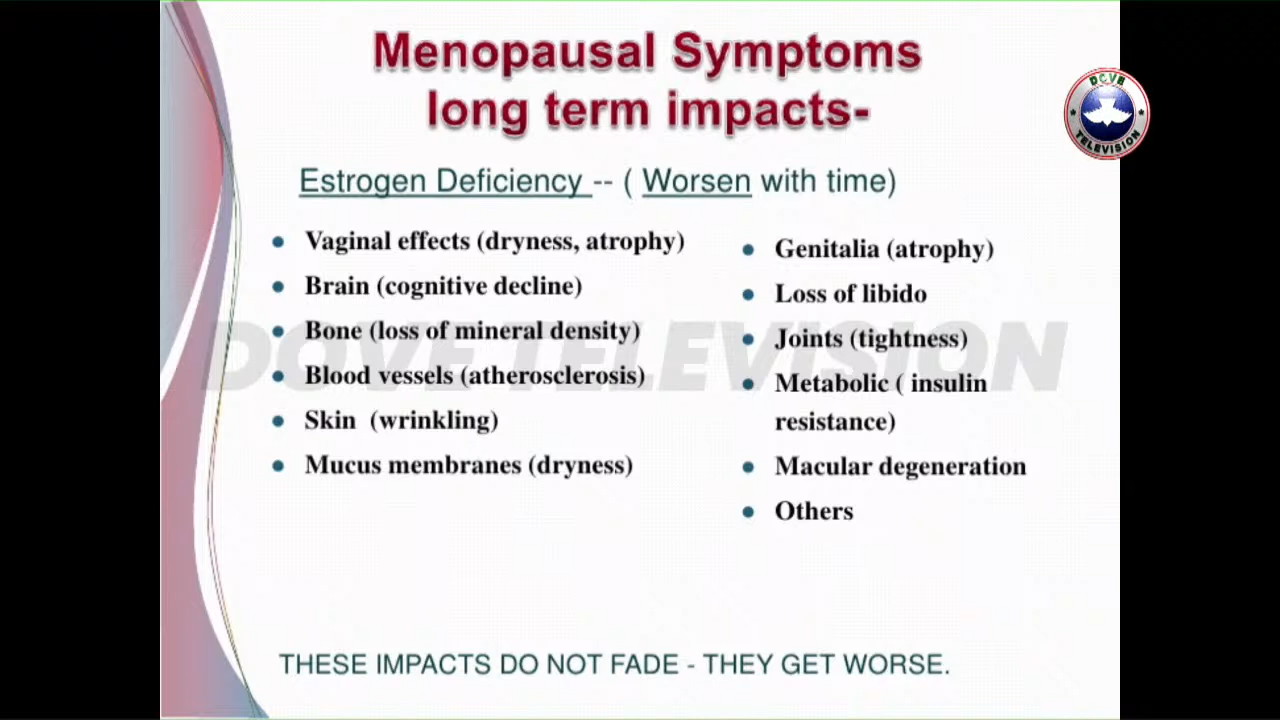 Menopausal Symptoms
long term impacts-
DOVE
TELEVISION
Estrogen Deficiency -- ( Worsen with time)
• Vaginal effects (dryness, atrophy)
• Brain (cognitive decline)
• Bone (loss of mineral density)
• Blood vessels (atherosclerosis)
• Skin (wrinkling)
• Mucus membranes (dryness)
• Genitalia (atrophy)
• Loss of libido
• Joints (tightness)
• Metabolic ( insulin
resistance)
• Macular degeneration
• Others
DOVE TELEVISION
THESE IMPACTS DO NOT FADE - THEY GET WORSE.